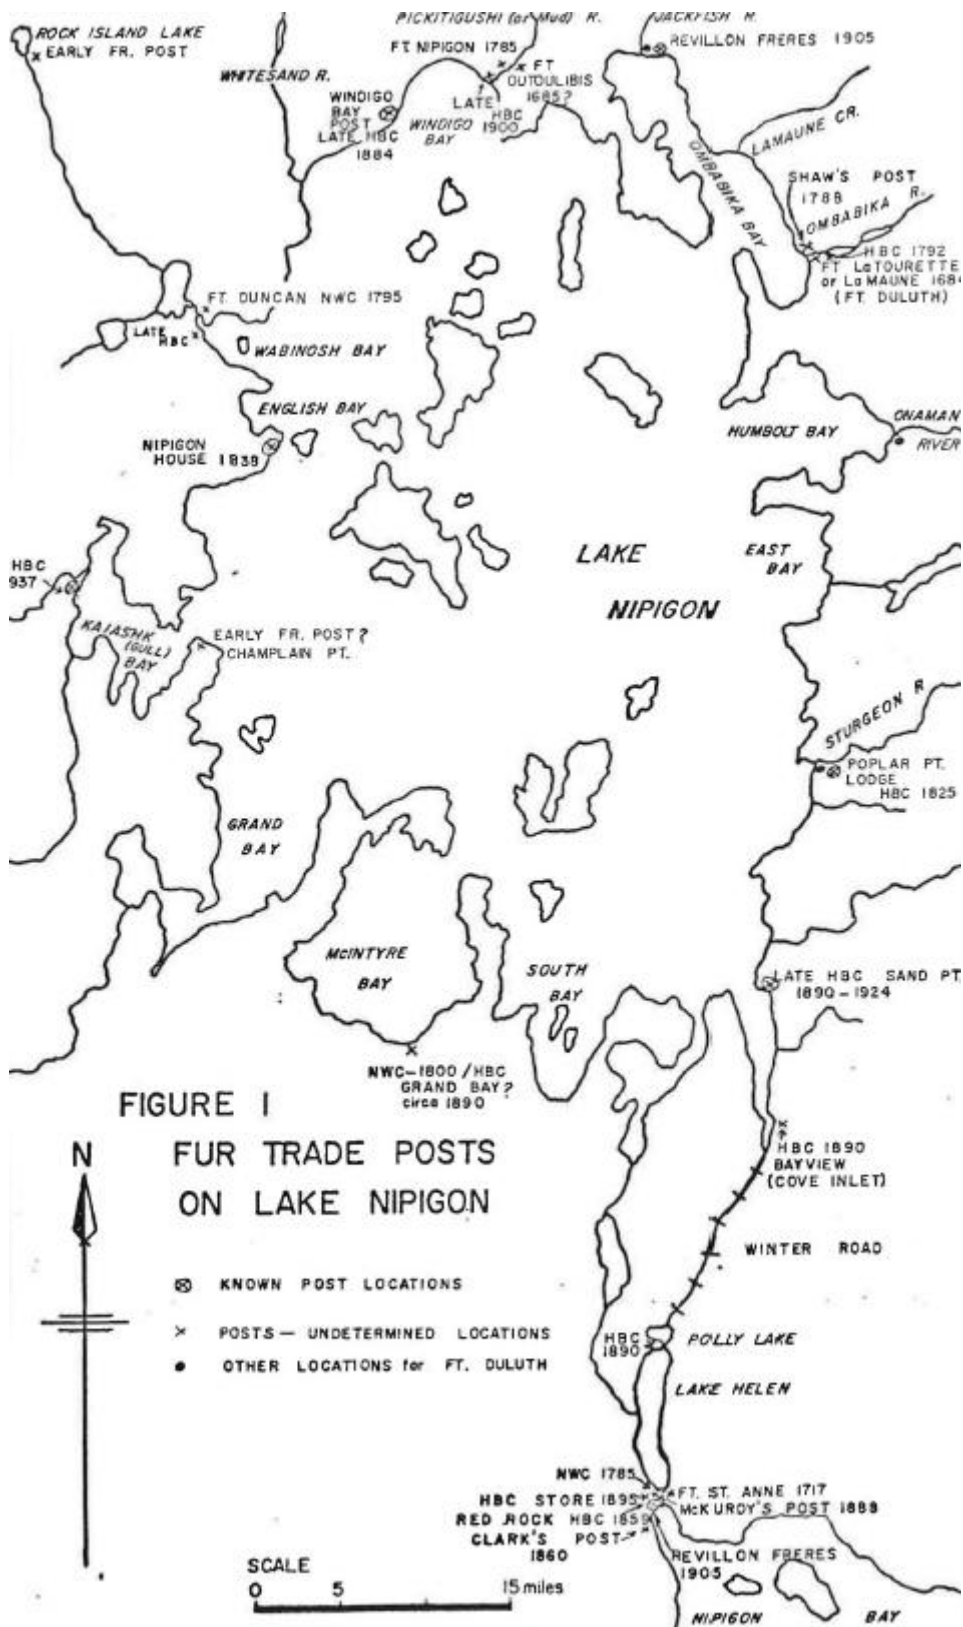 PICKITIGUSHI (or Mud) R.
JACKFISH R.
ROCK ISLAND LAKE
EARLY FR. POST
REVILLON FRERES 1905
FT. NIPIGON 1785
WHITESAND R.
FT
OUTOULIBIS
1685?
WINDIGO
BAY
POST
LATE HBC
1884
WINDIGO
BAY
LATE
HBC
1900
LAMAUNE CR.
OMBABIKA BAY
SHAW'S POST
1788
OMBABIKA R.
HBC 1792
FT. LaTOURETTE
or LaMAUNE 1684
(FT. DULUTH)
FT. DUNCAN NWC 1795
LATE
HBC
WABINOSH BAY
ENGLISH BAY
NIPIGON
HOUSE 1838
HUMBOLT BAY
ONAMAN
RIVER
LAKE
NIPIGON
EAST
BAY
HBC
937
KAIASHK
(GULL)
BAY
EARLY FR. POST?
CHAMPLAIN PT.
STURGEON R
POPLAR PT.
LODGE
HBC 1825
GRAND
BAY
McINTYRE
BAY
SOUTH
BAY
LATE HBC SAND PT.
1890-1924
NWC-1800/HBC
GRAND BAY?
circa 1890
FIGURE 1
FUR TRADE POSTS
ON LAKE NIPIGON
N
HBC 1890
BAYVIEW
(COVE INLET)
WINTER ROAD
KNOWN POST LOCATIONS
POSTS — UNDETERMINED LOCATIONS
OTHER LOCATIONS for FT. DULUTH
HBC
1890
POLLY LAKE
LAKE HELEN
NWC 1785
FT. ST. ANNE 1717
HBC STORE 1895
McKURDY'S POST 1888
RED ROCK HBC 1859
CLARK'S POST
1860
REVILLON FRERES
1905
SCALE
0 5 15 miles
NIPIGON BAY